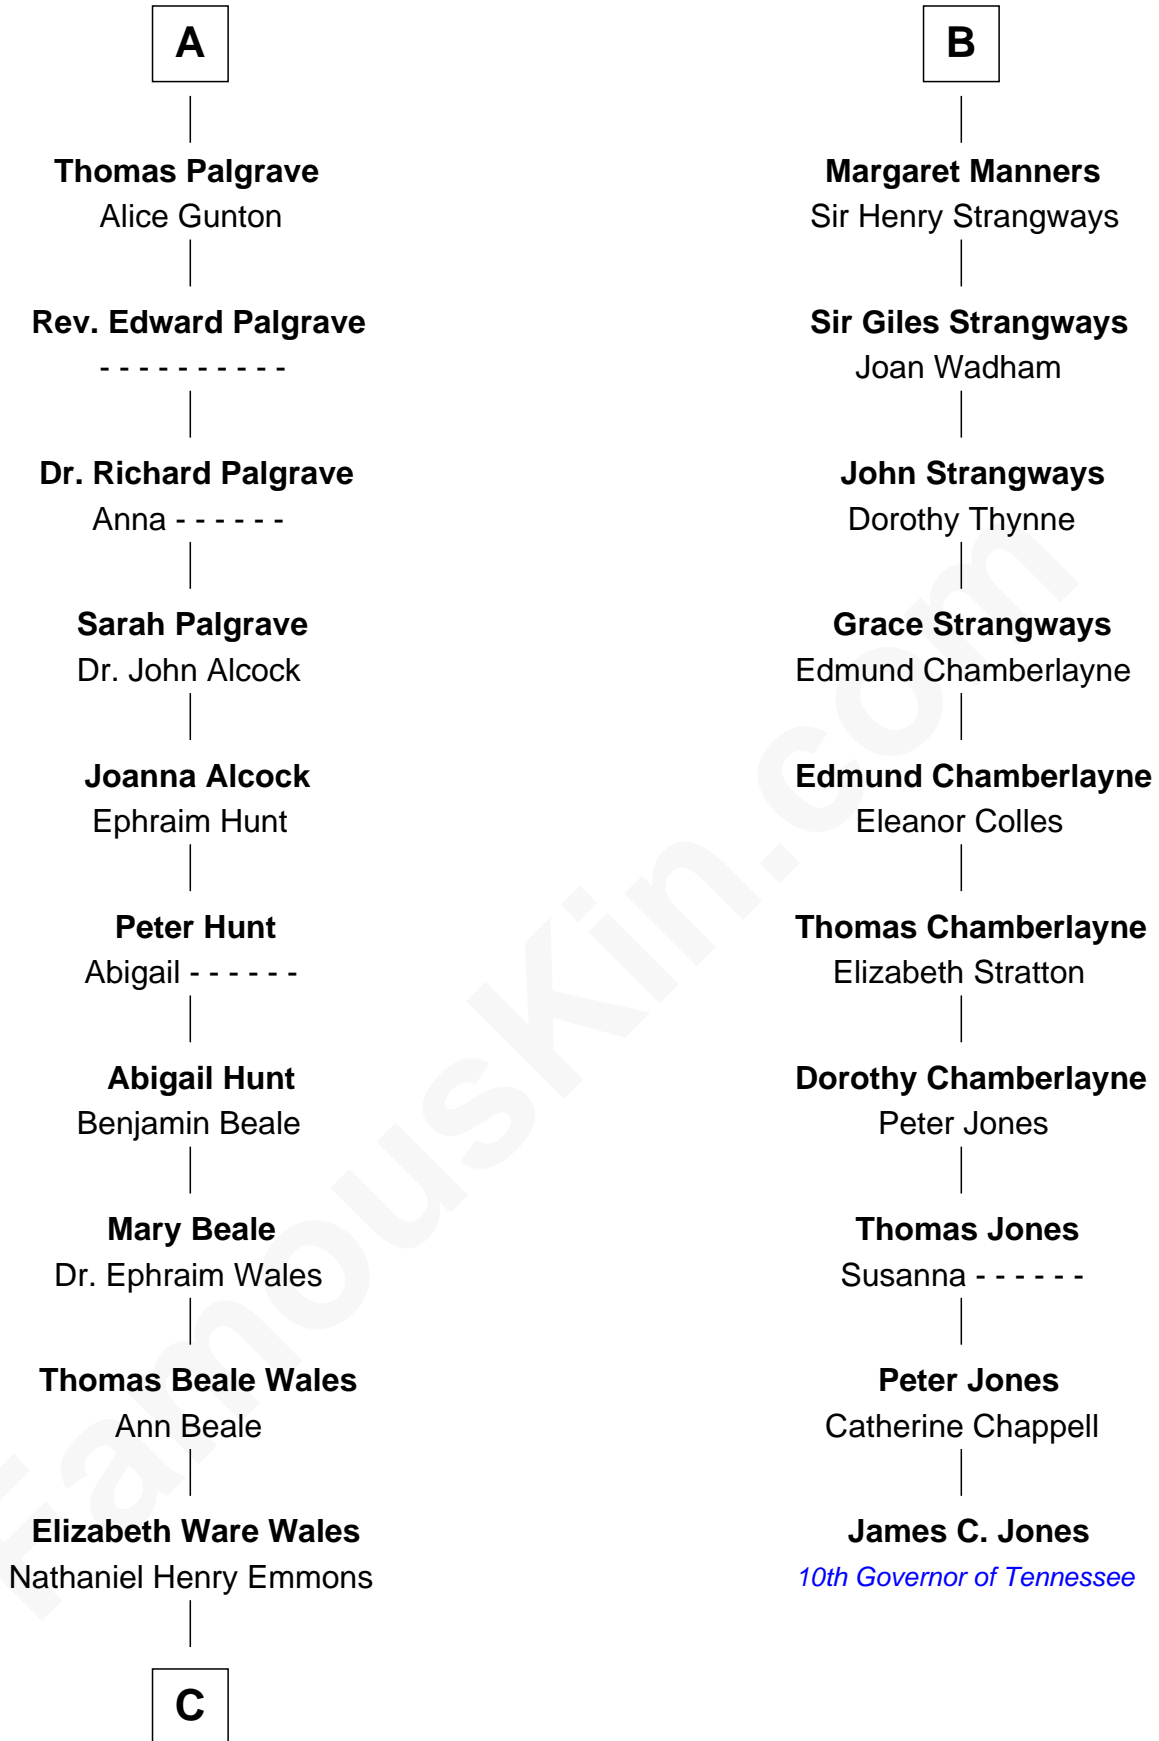 A
Thomas Palgrave
Alice Gunton
Rev. Edward Palgrave
- - - - - - - - - -
Dr. Richard Palgrave
Anna - - - - - -
Sarah Palgrave
Dr. John Alcock
Joanna Alcock
Ephraim Hunt
Peter Hunt
Abigail - - - - - -
Abigail Hunt
Benjamin Beale
Mary Beale
Dr. Ephraim Wales
Thomas Beale Wales
Ann Beale
Elizabeth Ware Wales
Nathaniel Henry Emmons
C
B
Margaret Manners
Sir Henry Strangways
Sir Giles Strangways
Joan Wadham
John Strangways
Dorothy Thynne
Grace Strangways
Edmund Chamberlayne
Edmund Chamberlayne
Eleanor Colles
Thomas Chamberlayne
Elizabeth Stratton
Dorothy Chamberlayne
Peter Jones
Thomas Jones
Susanna - - - - - -
Peter Jones
Catherine Chappell
James C. Jones
10th Governor of Tennessee
FamousKin.com